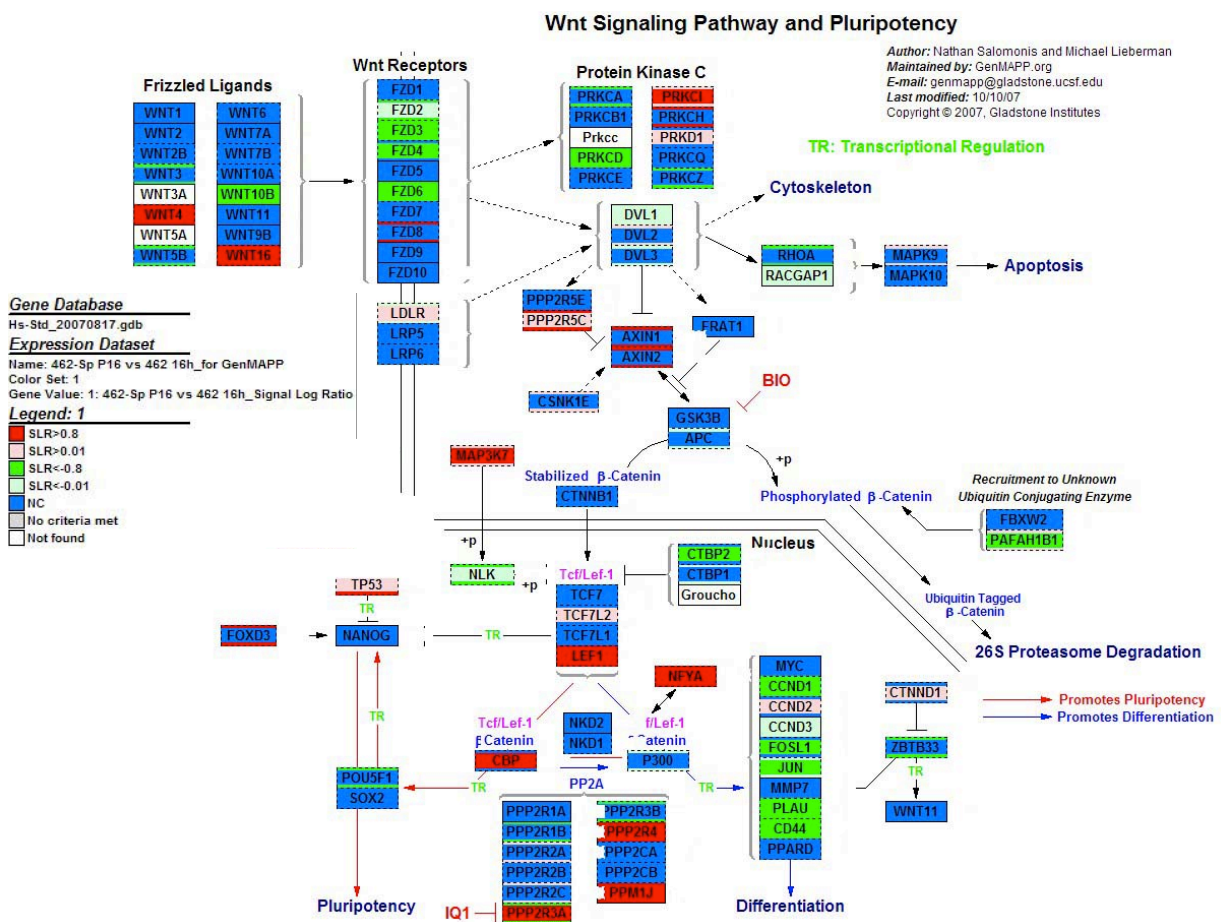 Wnt Signaling Pathway and Pluripotency
Author: Nathan Salomonis and Michael Lieberman
Maintained by: GenMAPP.org
E-mail: genmapp@gladstone.ucsf.edu
Last modified: 10/10/07
Copyright © 2007, Gladstone Institutes
TR: Transcriptional Regulation
Frizzled Ligands
WNT1
WNT2
WNT2B
WNT3
WNT3A
WNT4
WNT5A
WNT5B
WNT6
WNT7A
WNT7B
WNT10A
WNT10B
WNT11
WNT9B
WNT16
Wnt Receptors
FZD1
FZD2
FZD3
FZD4
FZD5
FZD6
FZD7
FZD8
FZD9
FZD10
LDLR
LRP5
LRP6
Protein Kinase C
PRKCA
PRKCB1
Prkcc
PRKCD
PRKCE
PRKCI
PRKCH
PRKD1
PRKCQ
PRKCZ
Cytoskeleton
DVL1
DVL2
DVL3
RHOA
RACGAP1
MAPK9
MAPK10
Apoptosis
PPP2R5E
PPP2R5C
AXIN1
AXIN2
FRAT1
CSNK1E
BIO
GSK3B
APC
Gene Database
Hs-Std_20070817.gdb
Expression Dataset
Name: 462-Sp P16 vs 462 16h_for GenMAPP
Color Set: 1
Gene Value: 1: 462-Sp P16 vs 462 16h_Signal Log Ratio
Legend: 1
SLR>0.8
SLR>0.01
SLR<-0.8
SLR<-0.01
NC
No criteria met
Not found
MAP3K7
Stabilized β-Catenin
CTNNB1
+p
Phosphorylated β-Catenin
Recruitment to Unknown
Ubiquitin Conjugating Enzyme
FBXW2
PAFAH1B1
Nucleus
+p
NLK
+p
Tcf/Lef-1
TCF7
TCF7L2
TCF7L1
LEF1
CTBP2
CTBP1
Groucho
Ubiquitin Tagged
β-Catenin
26S Proteasome Degradation
TP53
TR
FOXD3
NANOG
TR
TR
POU5F1
SOX2
Pluripotency
NFYA
Tcf/Lef-1
β Catenin
CBP
NKD2
NKD1
f/Lef-1
Catenin
P300
TR
PP2A
TR
PPP2R1A
PPP2R1B
PPP2R2A
PPP2R2B
PPP2R2C
PPP2R3A
PPP2R3B
PPP2R4
PPP2CA
PPP2CB
PPM1J
IQ1
MYC
CCND1
CCND2
CCND3
FOSL1
JUN
MMP7
PLAU
CD44
PPARD
Differentiation
CTNND1
ZBTB33
TR
WNT11
Promotes Pluripotency
Promotes Differentiation